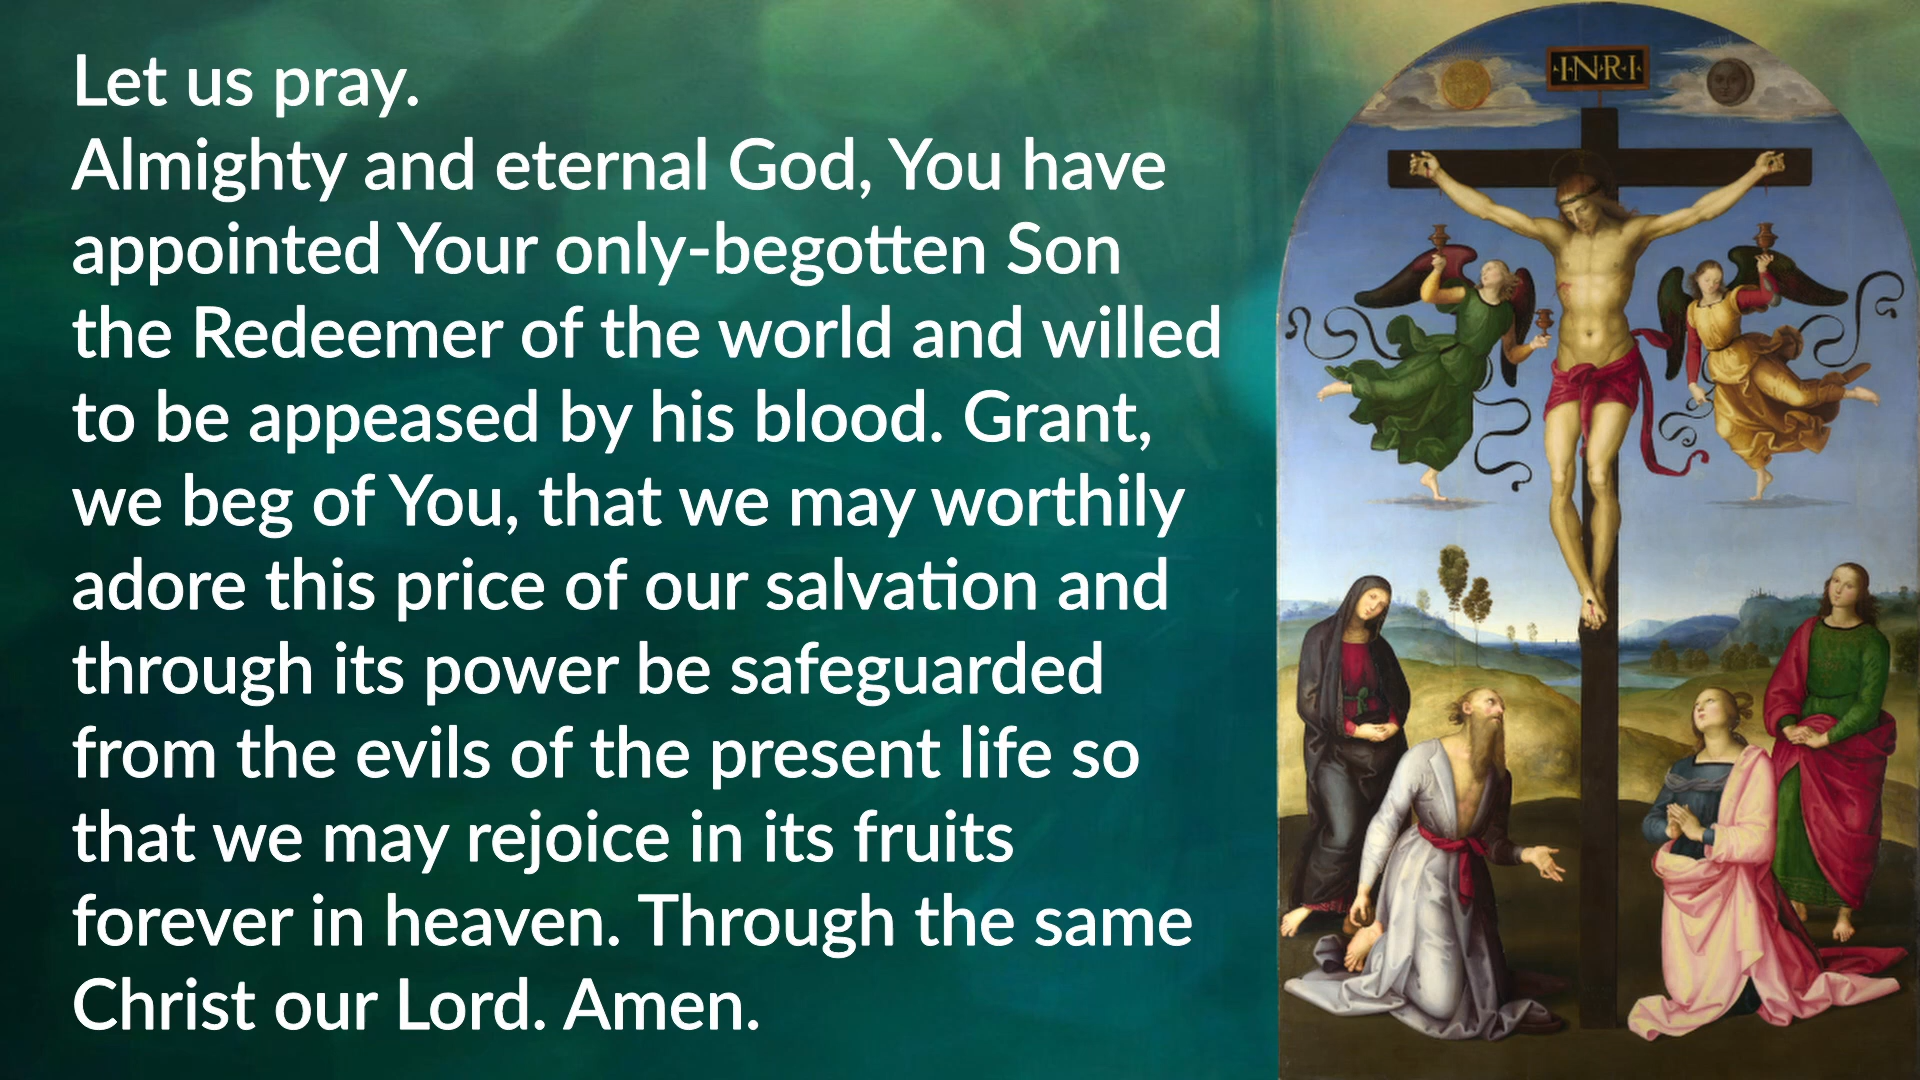 Let us pray.
Almighty and eternal God, You have
appointed Your only-begotten Son
the Redeemer of the world and willed
to be appeased by his blood. Grant,
we beg of You, that we may worthily
adore this price of our salvation and
through its power be safeguarded
from the evils of the present life so
that we may rejoice in its fruits
forever in heaven. Through the same
Christ our Lord. Amen.
·I·N·R·I·